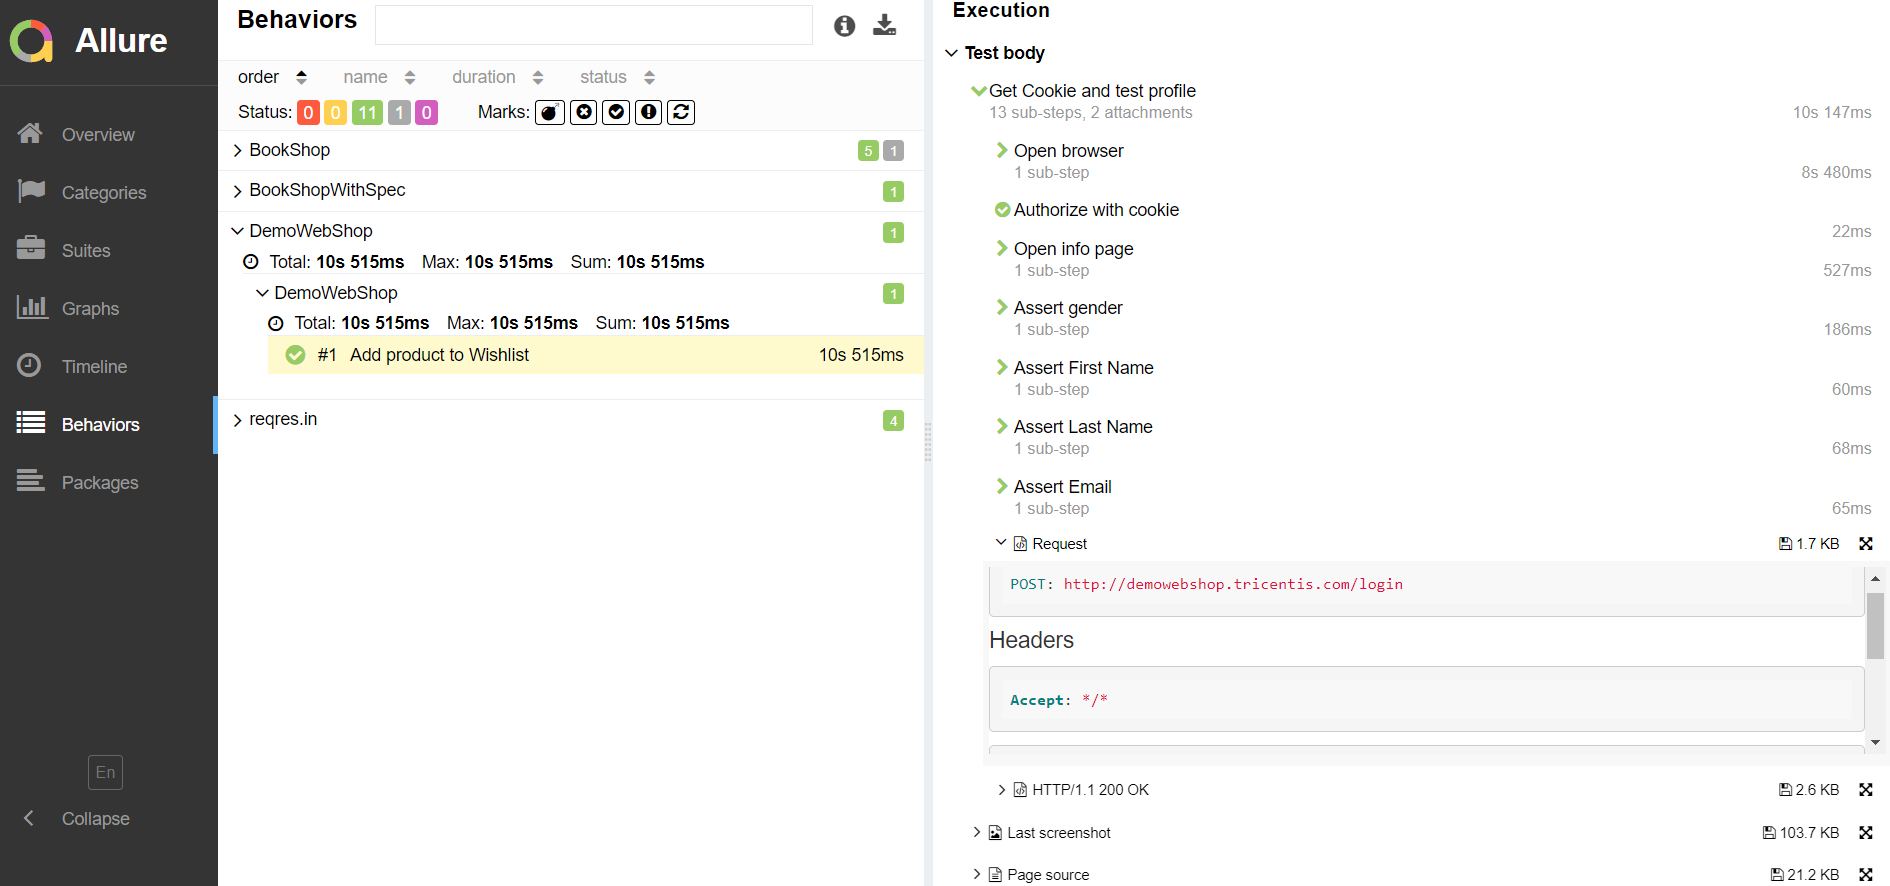 Allure
Overview
Categories
Suites
Graphs
Timeline
Behaviors
Packages
En
Collapse
Behaviors
order name duration status
Status: 0 0 11 1 0 Marks:
BookShop 5 1
BookShopWithSpec 1
DemoWebShop 1
Total: 10s 515ms Max: 10s 515ms Sum: 10s 515ms
DemoWebShop 1
Total: 10s 515ms Max: 10s 515ms Sum: 10s 515ms
#1 Add product to Wishlist 10s 515ms
reqres.in 4
Execution
Test body
Get Cookie and test profile
13 sub-steps, 2 attachments 10s 147ms
Open browser
1 sub-step 8s 480ms
Authorize with cookie
22ms
Open info page
1 sub-step 527ms
Assert gender
1 sub-step 186ms
Assert First Name
1 sub-step 60ms
Assert Last Name
1 sub-step 68ms
Assert Email
1 sub-step 65ms
Request 1.7 KB
POST: http://demowebshop.tricentis.com/login
Headers
Accept: */*
HTTP/1.1 200 OK 2.6 KB
Last screenshot 103.7 KB
Page source 21.2 KB